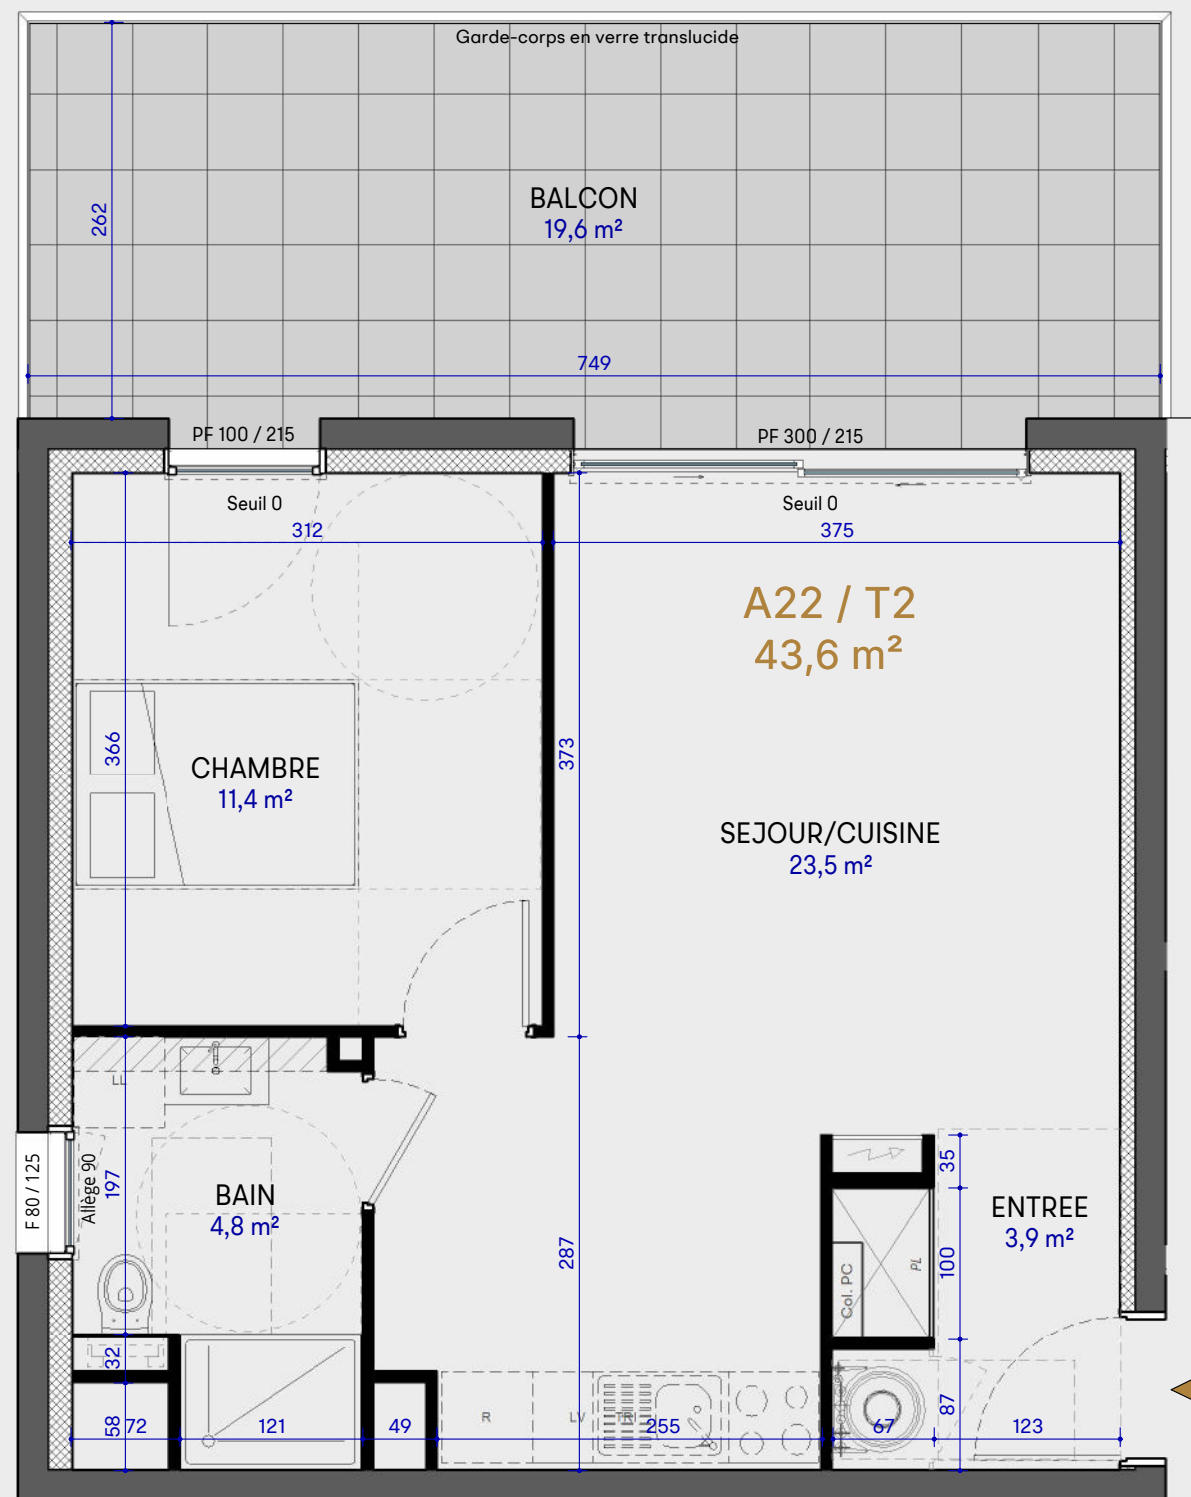 Garde-corps en verre translucide
BALCON
19,6 m²
262
749
PF 100 / 215
PF 300 / 215
Seuil 0
Seuil 0
312
375
A22 / T2
43,6 m²
366
373
CHAMBRE
11,4 m²
SEJOUR/CUISINE
23,5 m²
LL
F 80 / 125
Allège 90
197
BAIN
4,8 m²
287
35
ENTREE
3,9 m²
100
PL
Col. PC
32
58
72
121
49
R
LV
TRI
255
67
87
123